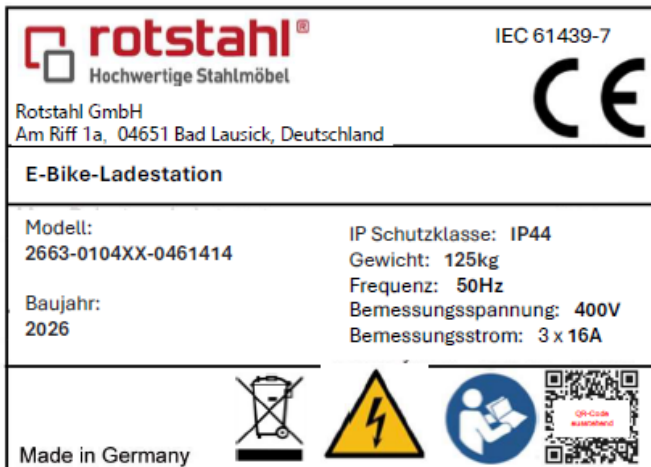 rotstahl®
Hochwertige Stahlmöbel
IEC 61439-7
CE
Rotstahl GmbH
Am Riff 1a, 04651 Bad Lausick, Deutschland
E-Bike-Ladestation
Modell:
2663-0104XX-0461414
Baujahr:
2026
IP Schutzklasse: IP44
Gewicht: 125kg
Frequenz: 50Hz
Bemessungsspannung: 400V
Bemessungsstrom: 3 x 16A
Made in Germany
QR-Code
ausstehend